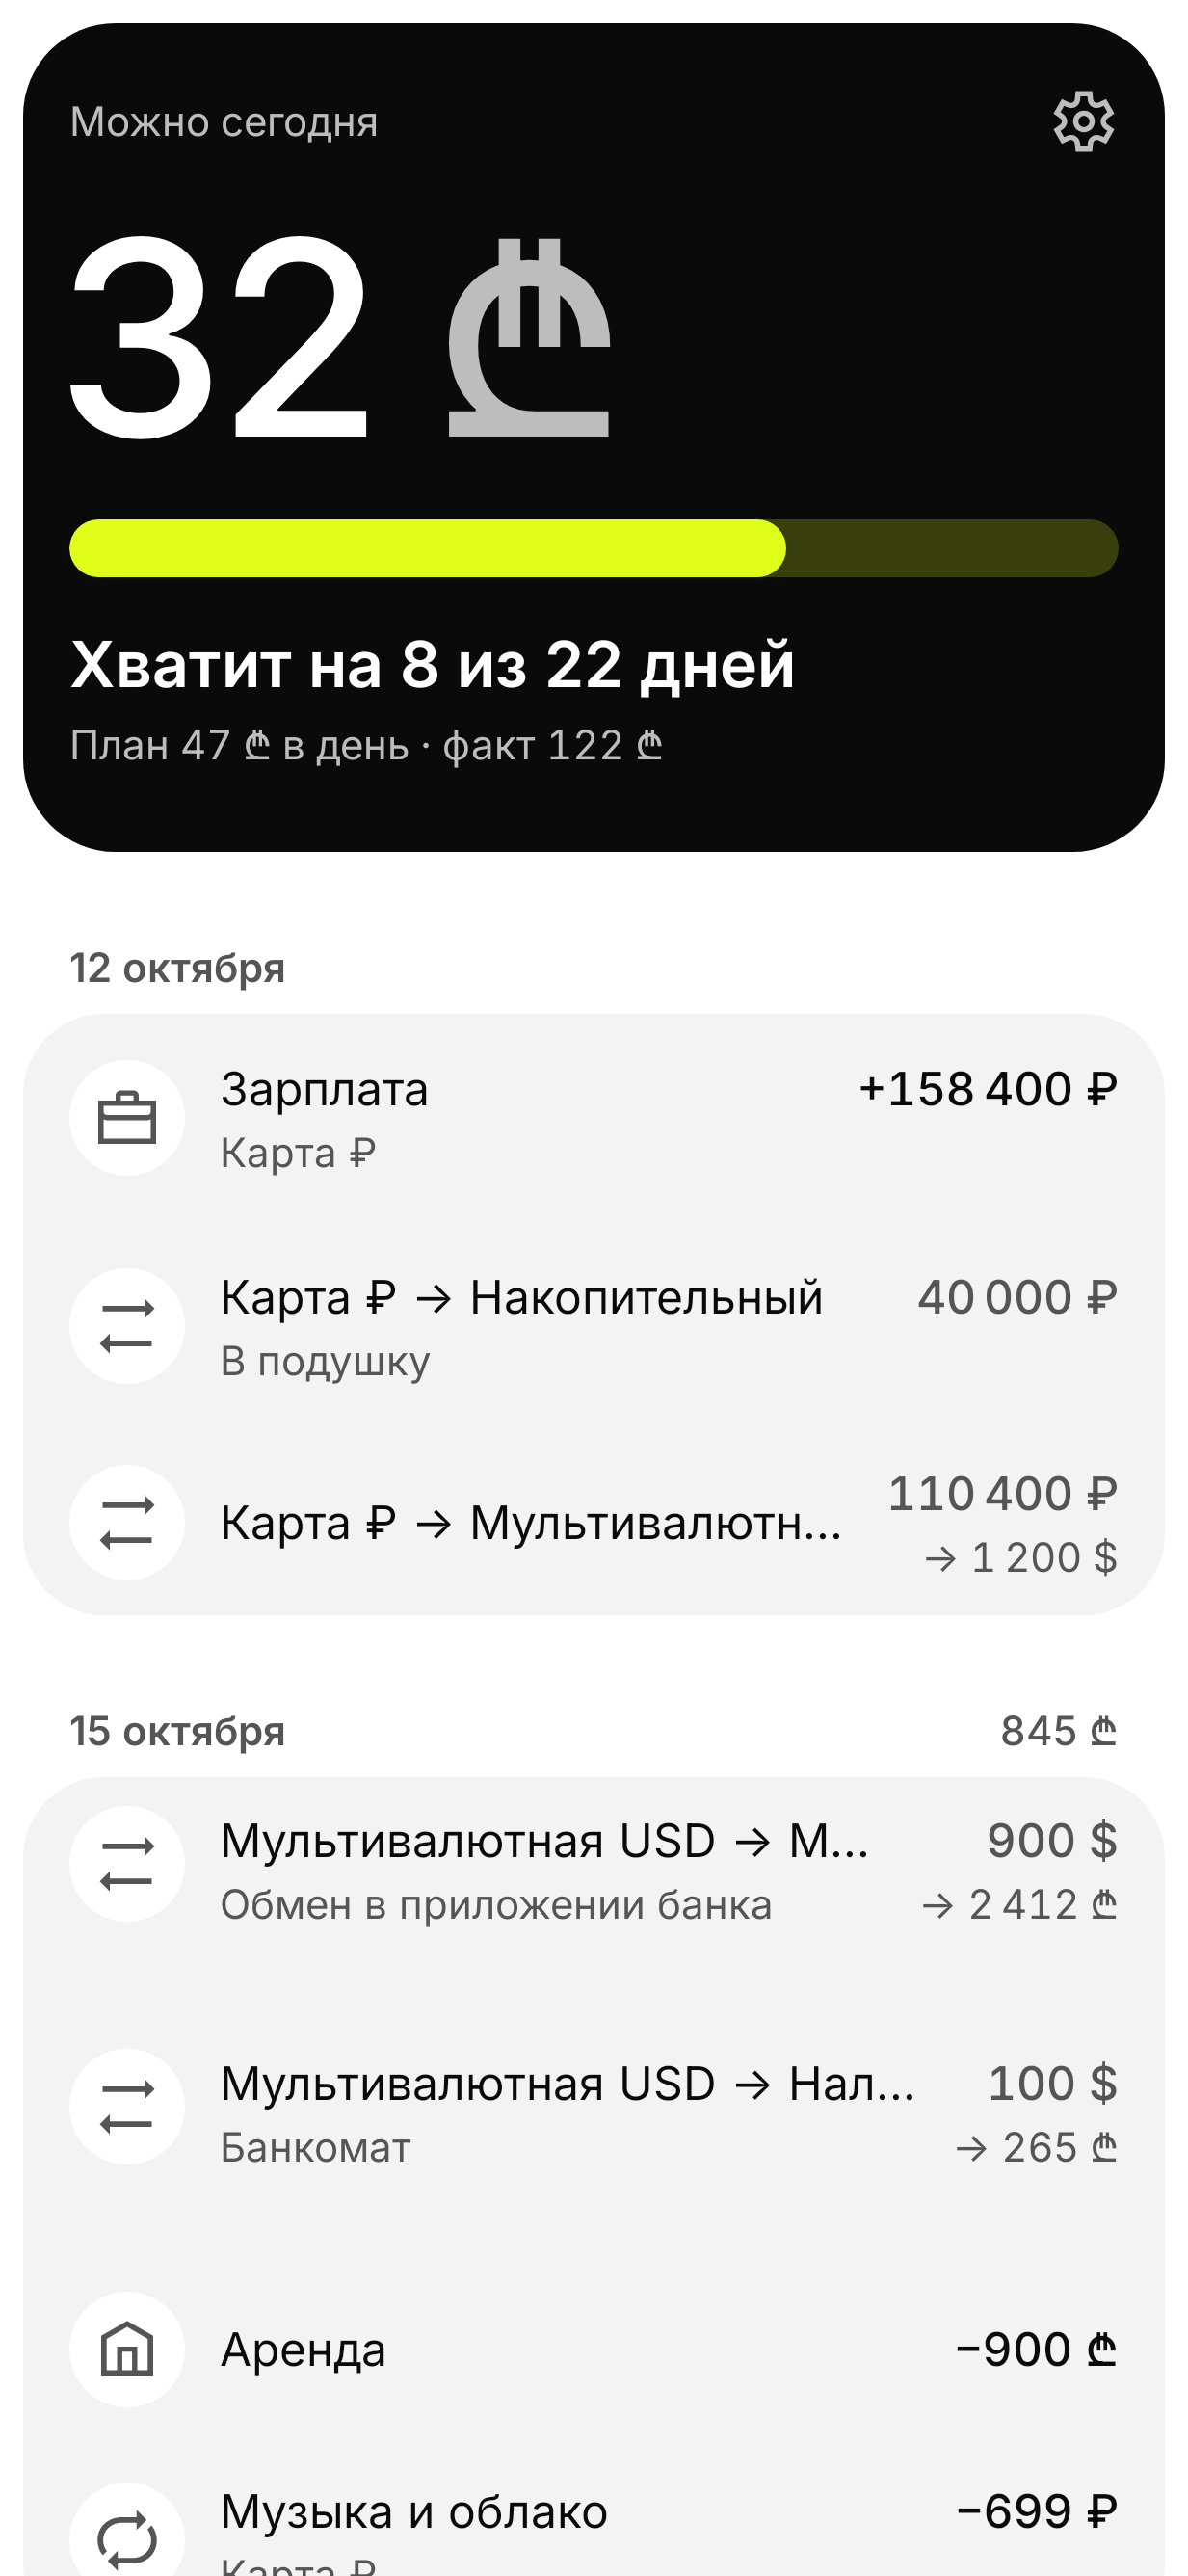 Можно сегодня
32 ₾
Хватит на 8 из 22 дней
План 47 ₾ в день · факт 122 ₾
12 октября
Зарплата +158 400 ₽
Карта ₽
Карта ₽ → Накопительный 40 000 ₽
В подушку
Карта ₽ → Мультивалютн... 110 400 ₽
→ 1 200 $
15 октября 845 ₾
Мультивалютная USD → М... 900 $
Обмен в приложении банка → 2 412 ₾
Мультивалютная USD → Нал... 100 $
Банкомат → 265 ₾
Аренда −900 ₾
Музыка и облако −699 ₽
Карта ₽